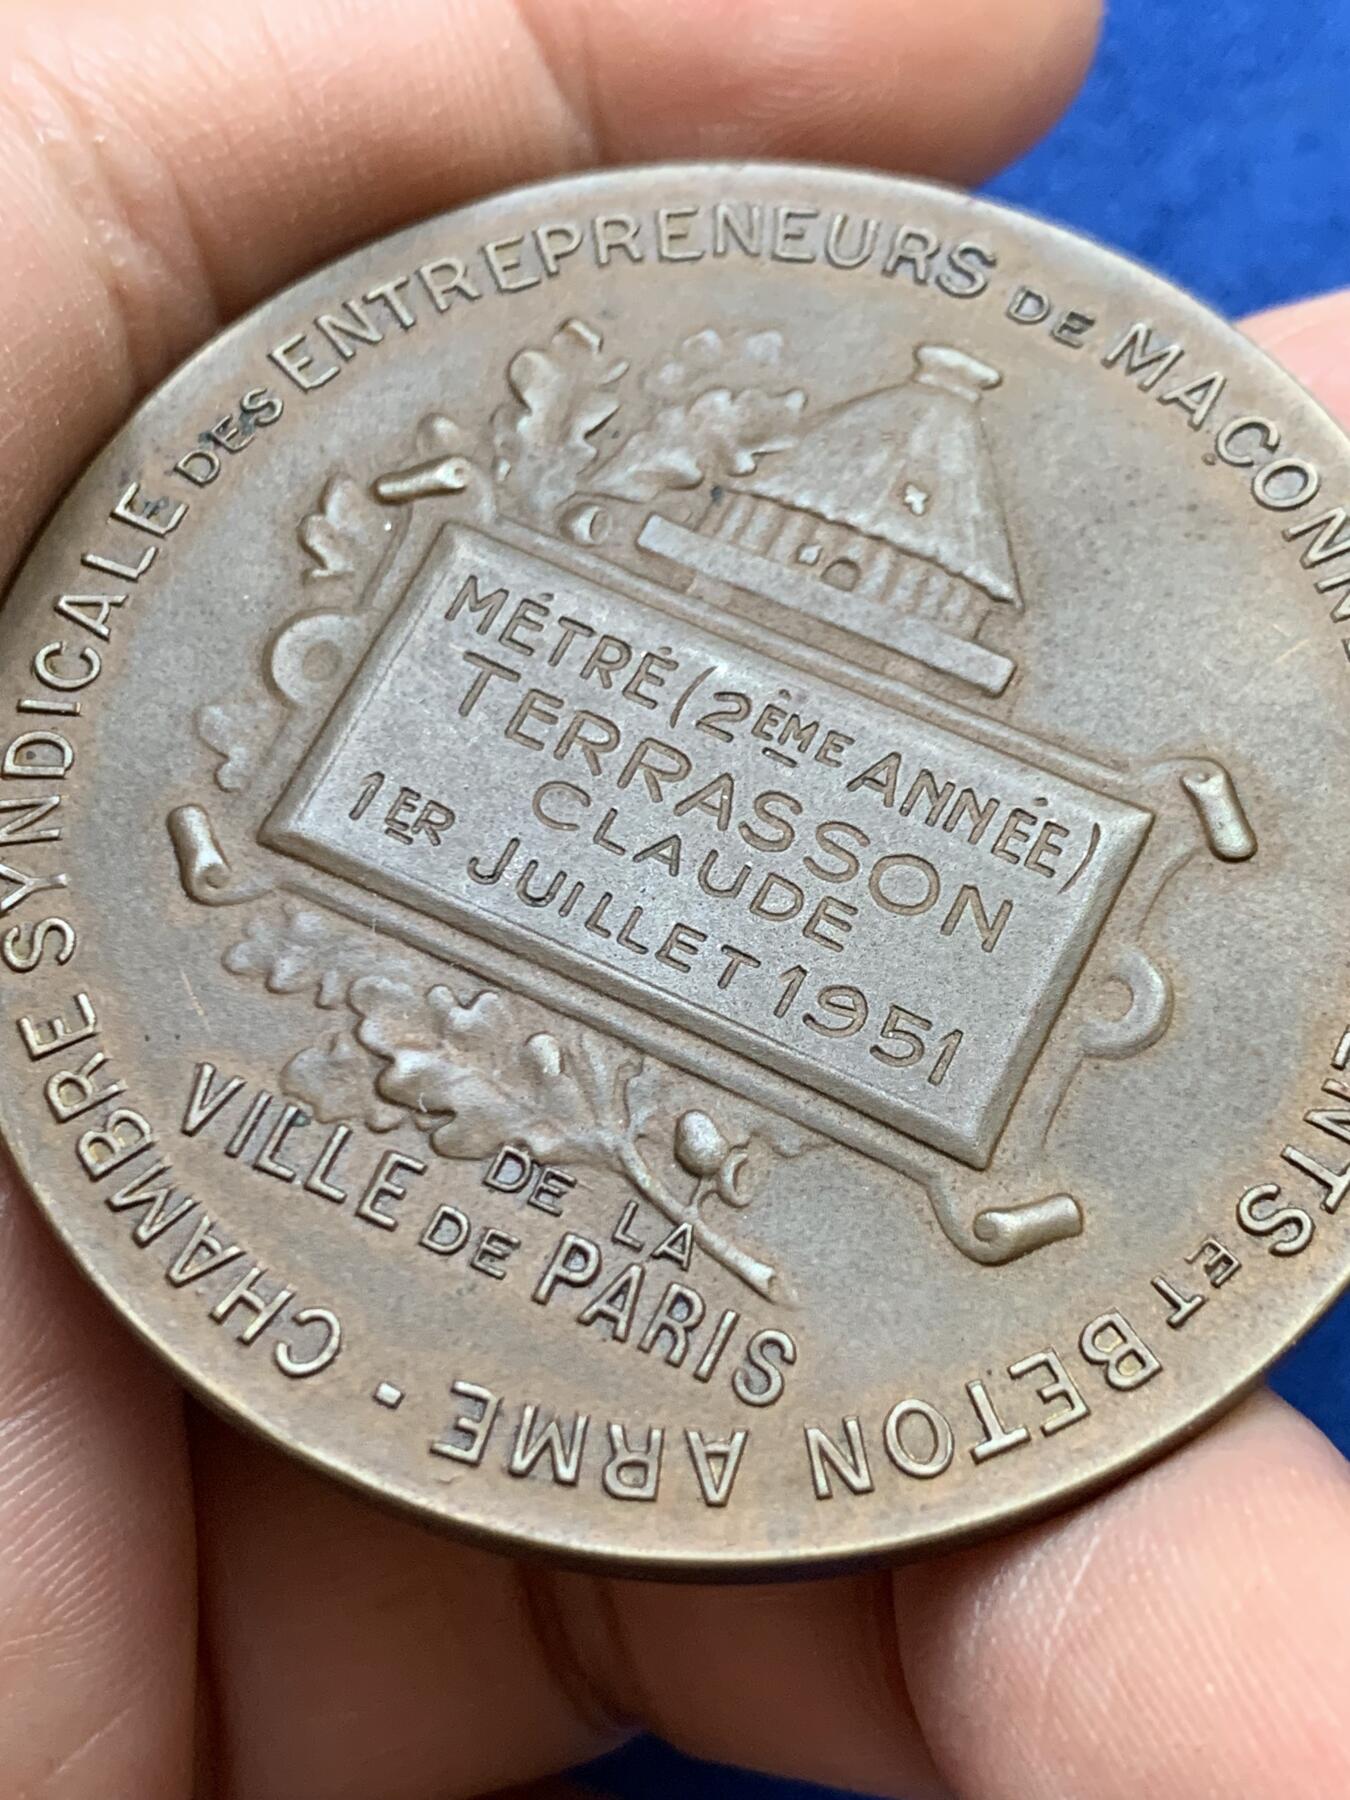 CHAMBRE SYNDICALE DES ENTREPRENEURS DE MAÇONN
ENTS ET BETON ARME -
MÉTRÉ (2ÈME ANNÉE)
TERRASSON
CLAUDE
1ER JUILLET 1951
DE LA
VILLE DE PARIS